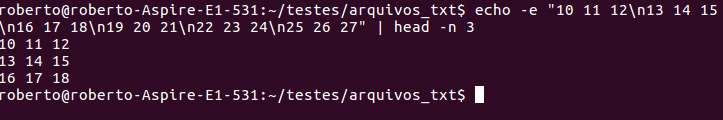 roberto@roberto-Aspire-E1-531:~/testes/arquivos_txt$ echo -e "10 11 12\n13 14 15
\n16 17 18\n19 20 21\n22 23 24\n25 26 27" | head -n 3
10 11 12
13 14 15
16 17 18
roberto@roberto-Aspire-E1-531:~/testes/arquivos_txt$